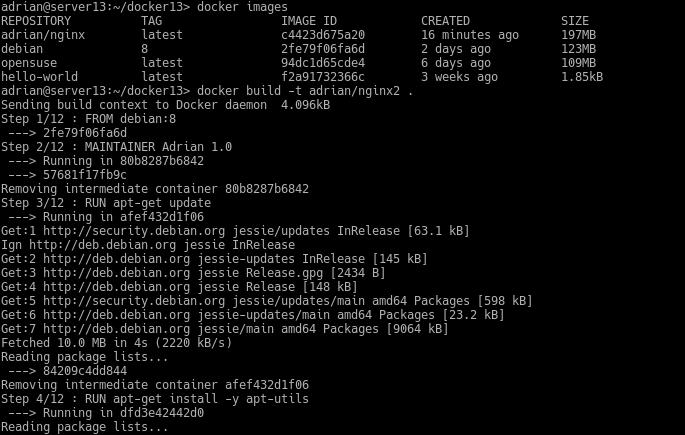 adrian@server13:~/docker13> docker images
REPOSITORY          TAG                 IMAGE ID            CREATED             SIZE
adrian/nginx        latest              c4423d675a20        16 minutes ago      197MB
debian              8                   2fe79f06fa6d        2 days ago          123MB
opensuse            latest              94dc1d65cde4        6 days ago          109MB
hello-world         latest              f2a91732366c        3 weeks ago         1.85kB
adrian@server13:~/docker13> docker build -t adrian/nginx2 .
Sending build context to Docker daemon  4.096kB
Step 1/12 : FROM debian:8
 ---> 2fe79f06fa6d
Step 2/12 : MAINTAINER Adrian 1.0
 ---> Running in 80b8287b6842
 ---> 57681f17fb9c
Removing intermediate container 80b8287b6842
Step 3/12 : RUN apt-get update
 ---> Running in afef432d1f06
Get:1 http://security.debian.org jessie/updates InRelease [63.1 kB]
Ign http://deb.debian.org jessie InRelease
Get:2 http://deb.debian.org jessie-updates InRelease [145 kB]
Get:3 http://deb.debian.org jessie Release.gpg [2434 B]
Get:4 http://deb.debian.org jessie Release [148 kB]
Get:5 http://security.debian.org jessie/updates/main amd64 Packages [598 kB]
Get:6 http://deb.debian.org jessie-updates/main amd64 Packages [23.2 kB]
Get:7 http://deb.debian.org jessie/main amd64 Packages [9064 kB]
Fetched 10.0 MB in 4s (2220 kB/s)
Reading package lists...
 ---> 84209c4dd844
Removing intermediate container afef432d1f06
Step 4/12 : RUN apt-get install -y apt-utils
 ---> Running in dfd3e42442d0
Reading package lists...